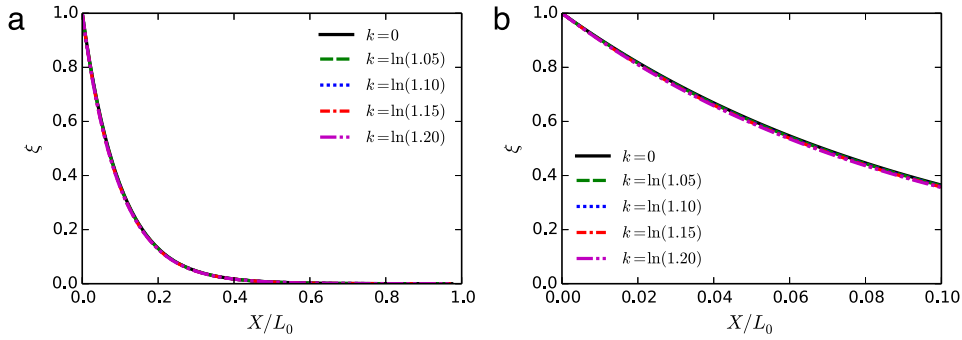 a
1.0
0.8
0.6
0.4
0.2
0.0
ξ
0.0 0.2 0.4 0.6 0.8 1.0
X/L₀
k=0
k=ln(1.05)
k=ln(1.10)
k=ln(1.15)
k=ln(1.20)
b
1.0
0.8
0.6
0.4
0.2
0.0
ξ
0.00 0.02 0.04 0.06 0.08 0.10
X/L₀
k=0
k=ln(1.05)
k=ln(1.10)
k=ln(1.15)
k=ln(1.20)